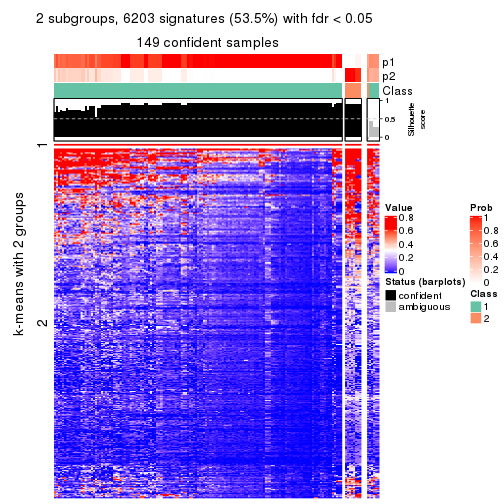 2 subgroups, 6203 signatures (53.5%) with fdr < 0.05
149 confident samples
p1
p2
Class
1
0.5
0
Silhouette
score
1
2
k-means with 2 groups
Value
0.8
0.6
0.4
0.2
0
Status (barplots)
confident
ambiguous
Prob
1
0.8
0.6
0.4
0.2
0
Class
1
2